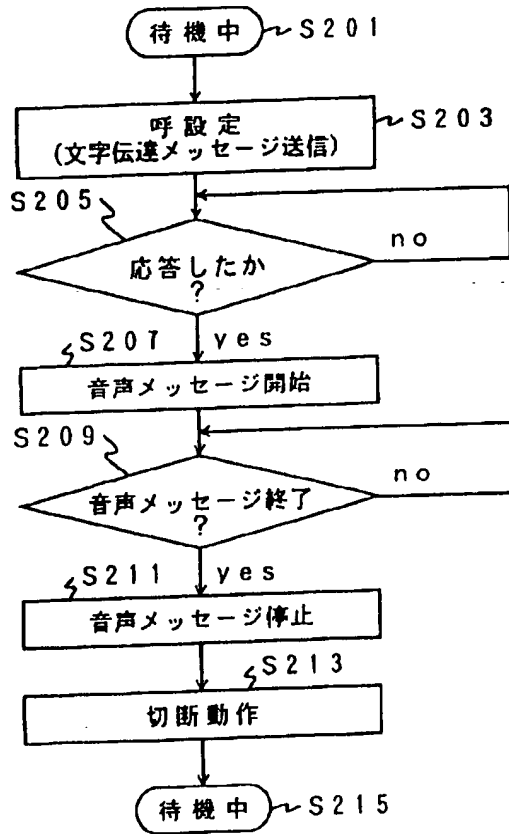 待機中 S201
呼設定 S203
(文字伝達メッセージ送信)
S205
応答したか no
?
S207 yes
音声メッセージ開始
S209
音声メッセージ終了 no
?
S211 yes
音声メッセージ停止
S213
切断動作
待機中 S215